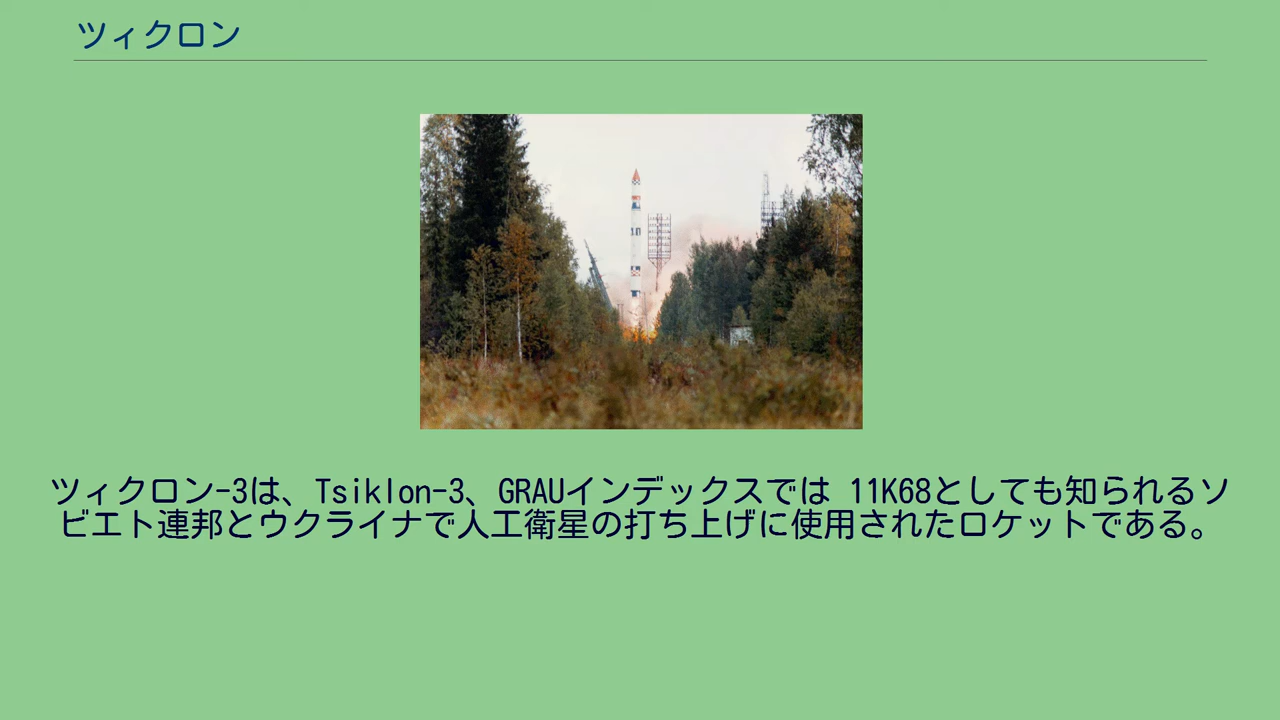 ツィクロン
ツィクロン-3は、Tsiklon-3、GRAUインデックスでは 11K68としても知られるソ
ビエト連邦とウクライナで人工衛星の打ち上げに使用されたロケットである。